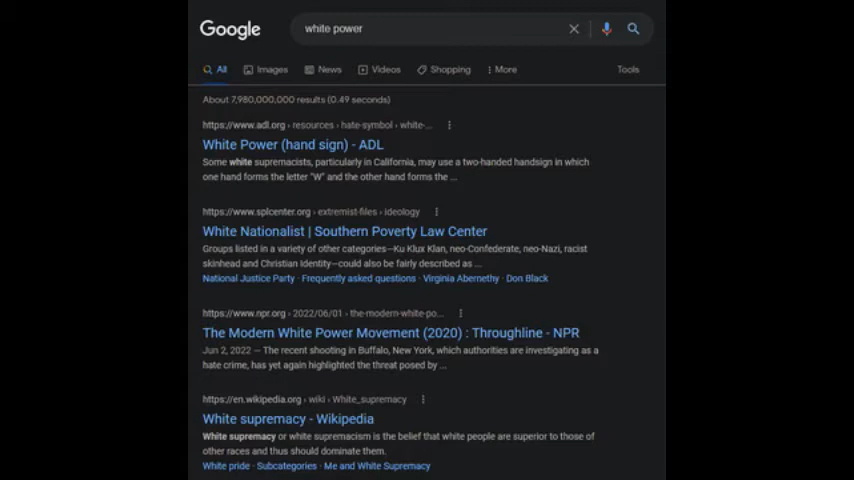 Google white power
All Images News Videos Shopping More Tools
About 7,980,000,000 results (0.49 seconds)
https://www.adl.org › resources › hate-symbol › white-...
White Power (hand sign) - ADL
Some white supremacists, particularly in California, may use a two-handed handsign in which
one hand forms the letter "W" and the other hand forms the ...
https://www.splcenter.org › extremist-files › ideology
White Nationalist | Southern Poverty Law Center
Groups listed in a variety of other categories—Ku Klux Klan, neo-Confederate, neo-Nazi, racist
skinhead and Christian Identity—could also be fairly described as ...
National Justice Party · Frequently asked questions · Virginia Abernethy · Don Black
https://www.npr.org › 2022/06/01 › the-modern-white-po...
The Modern White Power Movement (2020) : Throughline - NPR
Jun 2, 2022 — The recent shooting in Buffalo, New York, which authorities are investigating as a
hate crime, has yet again highlighted the threat posed by ...
https://en.wikipedia.org › wiki › White_supremacy
White supremacy - Wikipedia
White supremacy or white supremacism is the belief that white people are superior to those of
other races and thus should dominate them.
White pride · Subcategories · Me and White Supremacy